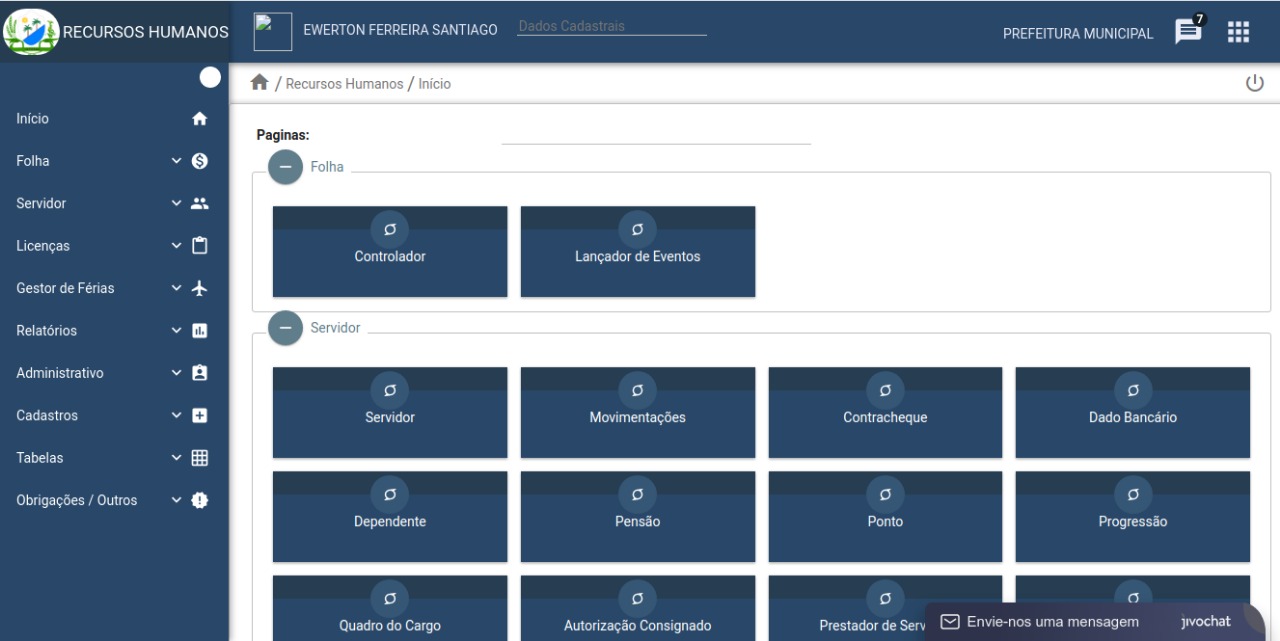 RECURSOS HUMANOS
EWERTON FERREIRA SANTIAGO
Dados Cadastrais
PREFEITURA MUNICIPAL
7
/ Recursos Humanos / Início
Início
Folha
Servidor
Licenças
Gestor de Férias
Relatórios
Administrativo
Cadastros
Tabelas
Obrigações / Outros
Paginas:
Folha
Controlador
Lançador de Eventos
Servidor
Servidor
Movimentações
Contracheque
Dado Bancário
Dependente
Pensão
Ponto
Progressão
Quadro do Cargo
Autorização Consignado
Prestador de Serv
Envie-nos uma mensagem
jivochat